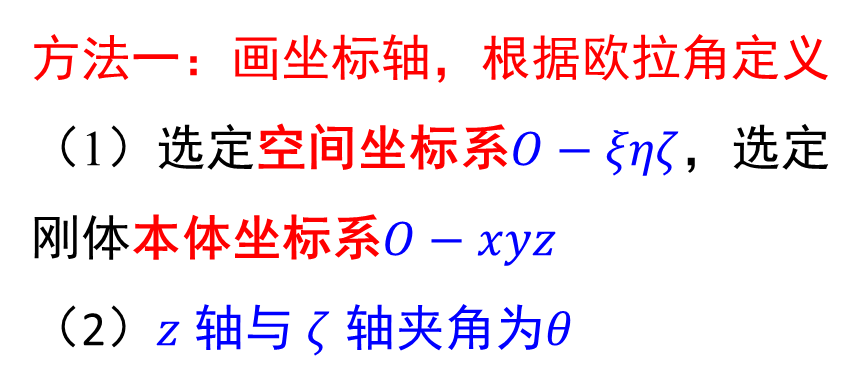 方法一：画坐标轴，根据欧拉角定义
（1）选定空间坐标系𝑂 − 𝜉𝜂𝜁，选定
刚体本体坐标系𝑂 − 𝑥𝑦𝑧
（2）𝑧 轴与 𝜁 轴夹角为𝜃